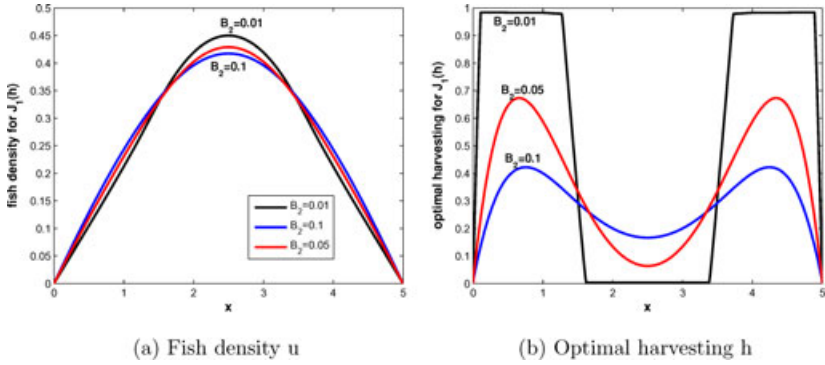 fish density for J₁(h)
0.5
0.45
0.4
0.35
0.3
0.25
0.2
0.15
0.1
0.05
0
B₂=0.01
B₂=0.1
B₂=0.01
B₂=0.1
B₂=0.05
0 1 2 3 4 5
x
(a) Fish density u
optimal harvesting for J₁(h)
1
0.9
0.8
0.7
0.6
0.5
0.4
0.3
0.2
0.1
0
B₂=0.01
B₂=0.05
B₂=0.1
0 1 2 3 4 5
x
(b) Optimal harvesting h